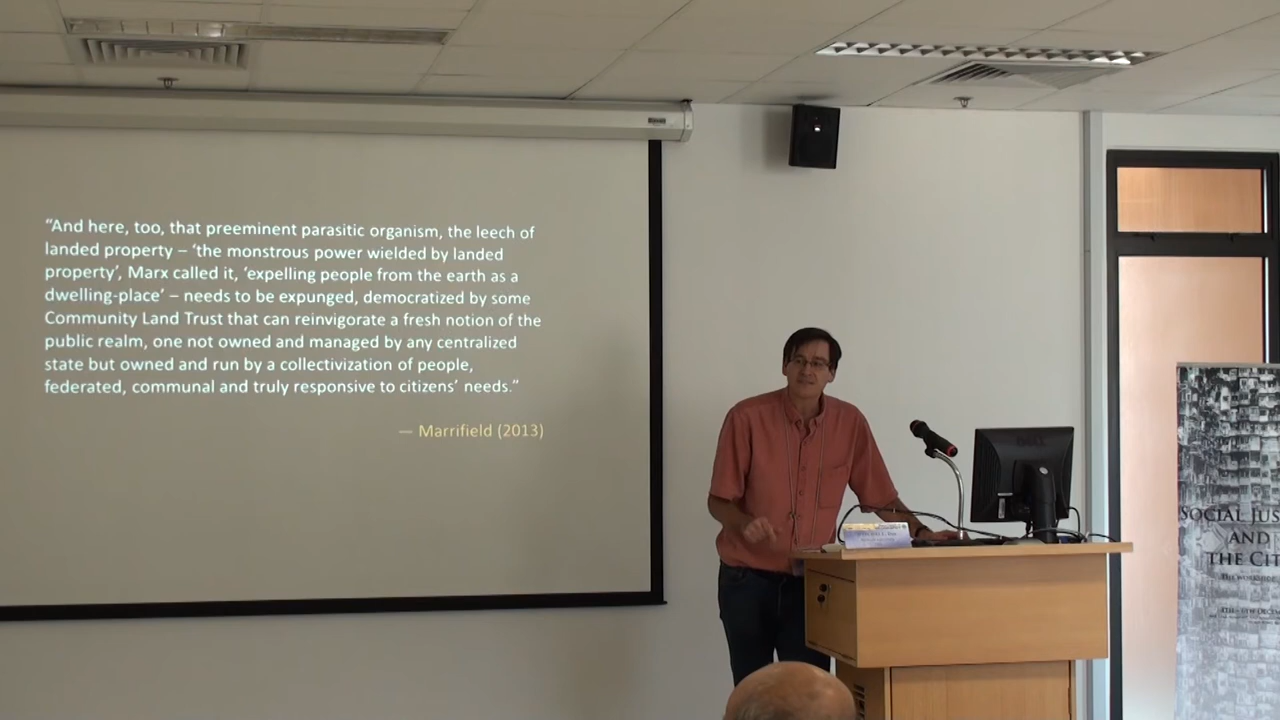 “And here, too, that preeminent parasitic organism, the leech of
landed property – ‘the monstrous power wielded by landed
property’, Marx called it, ‘expelling people from the earth as a
dwelling-place’ – needs to be expunged, democratized by some
Community Land Trust that can reinvigorate a fresh notion of the
public realm, one not owned and managed by any centralized
state but owned and run by a collectivization of people,
federated, communal and truly responsive to citizens’ needs.”
— Marrifield (2013)
SOCIAL JUS
AND
THE CIT